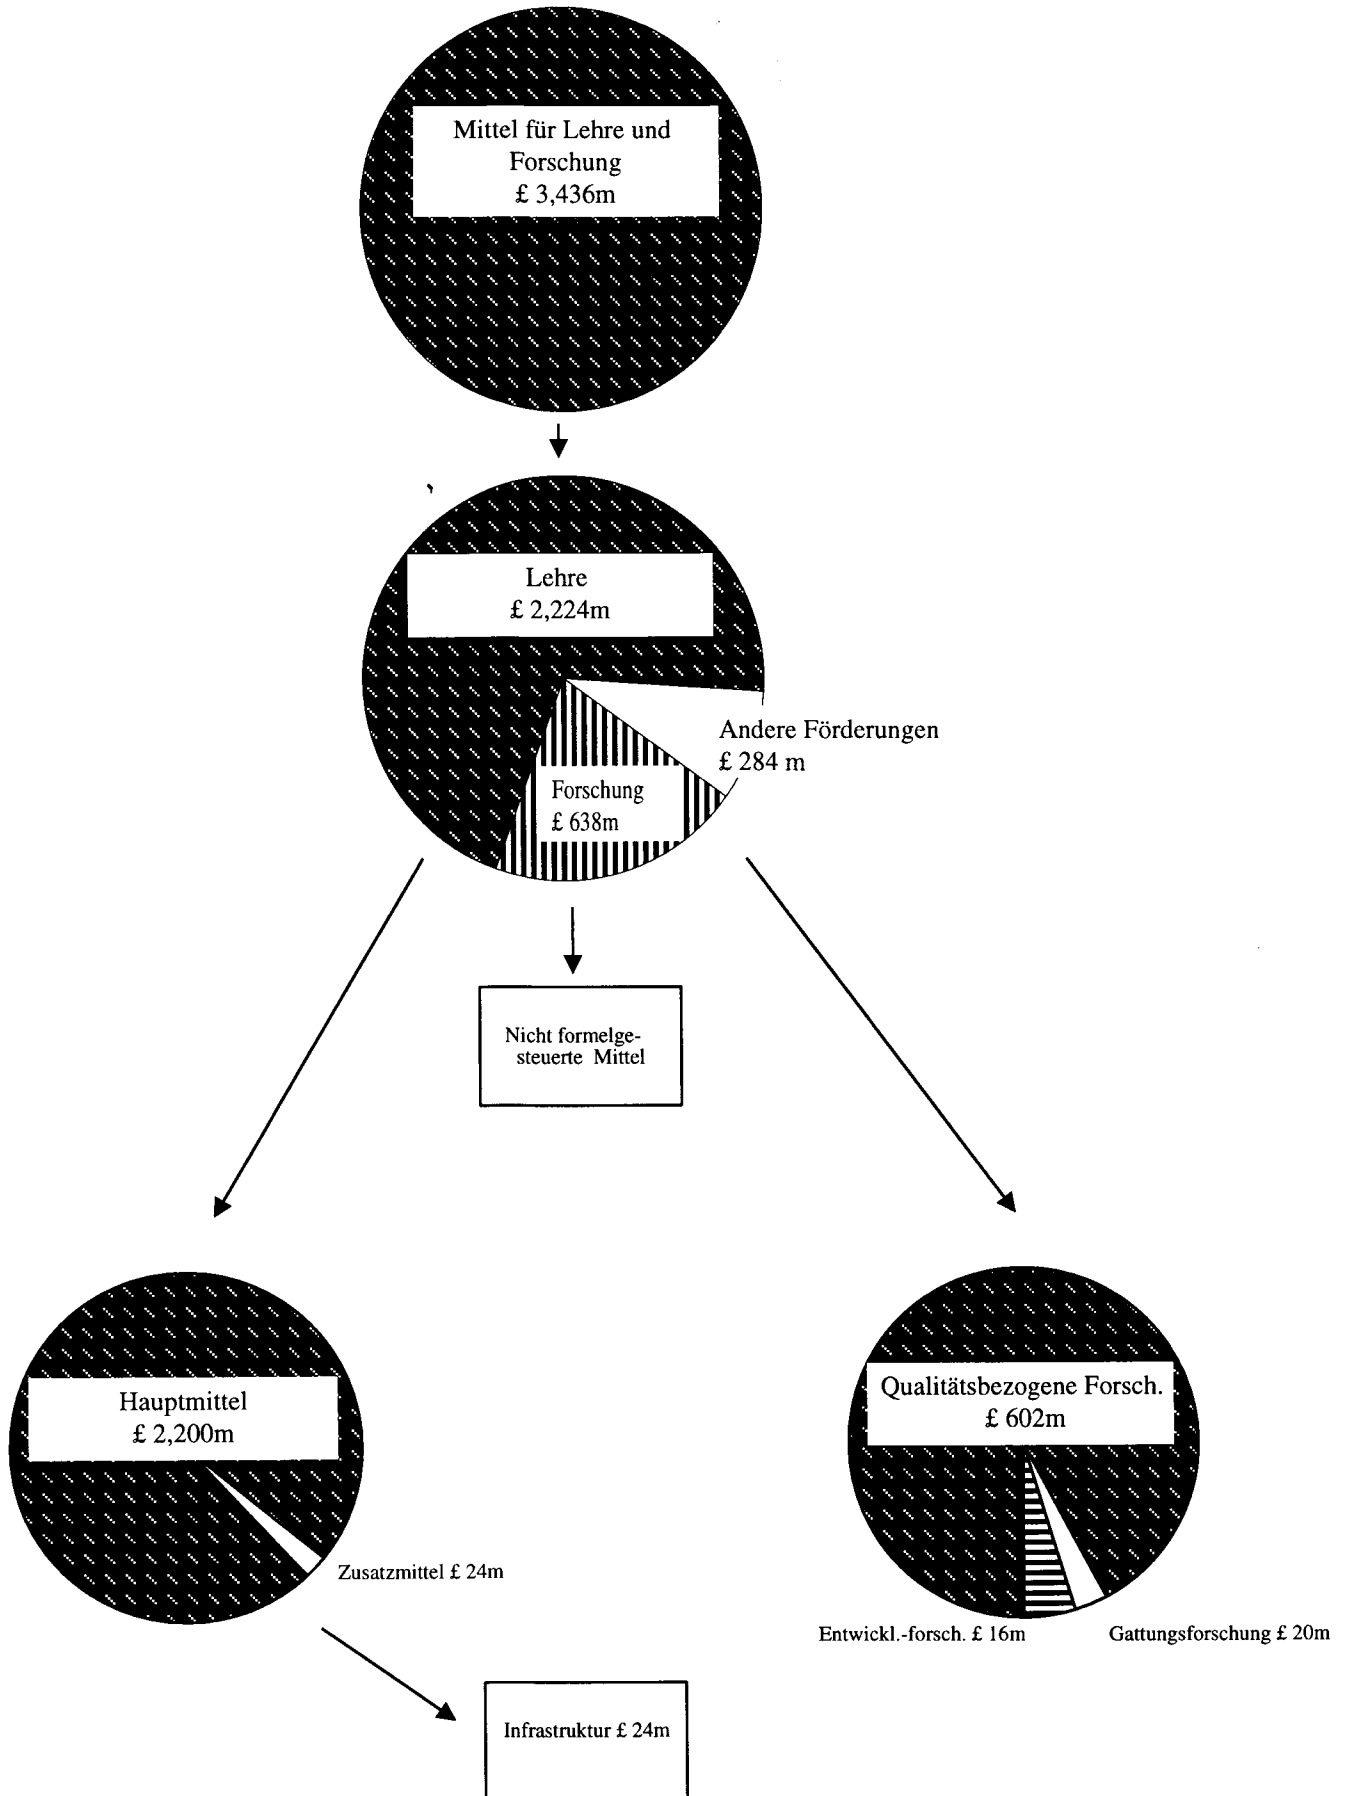 Mittel für Lehre und
Forschung
£ 3,436m
Lehre
£ 2,224m
Andere Förderungen
£ 284 m
Forschung
£ 638m
Nicht formelge-
steuerte Mittel
Hauptmittel
£ 2,200m
Zusatzmittel £ 24m
Qualitätsbezogene Forsch.
£ 602m
Entwickl.-forsch. £ 16m
Gattungsforschung £ 20m
Infrastruktur £ 24m